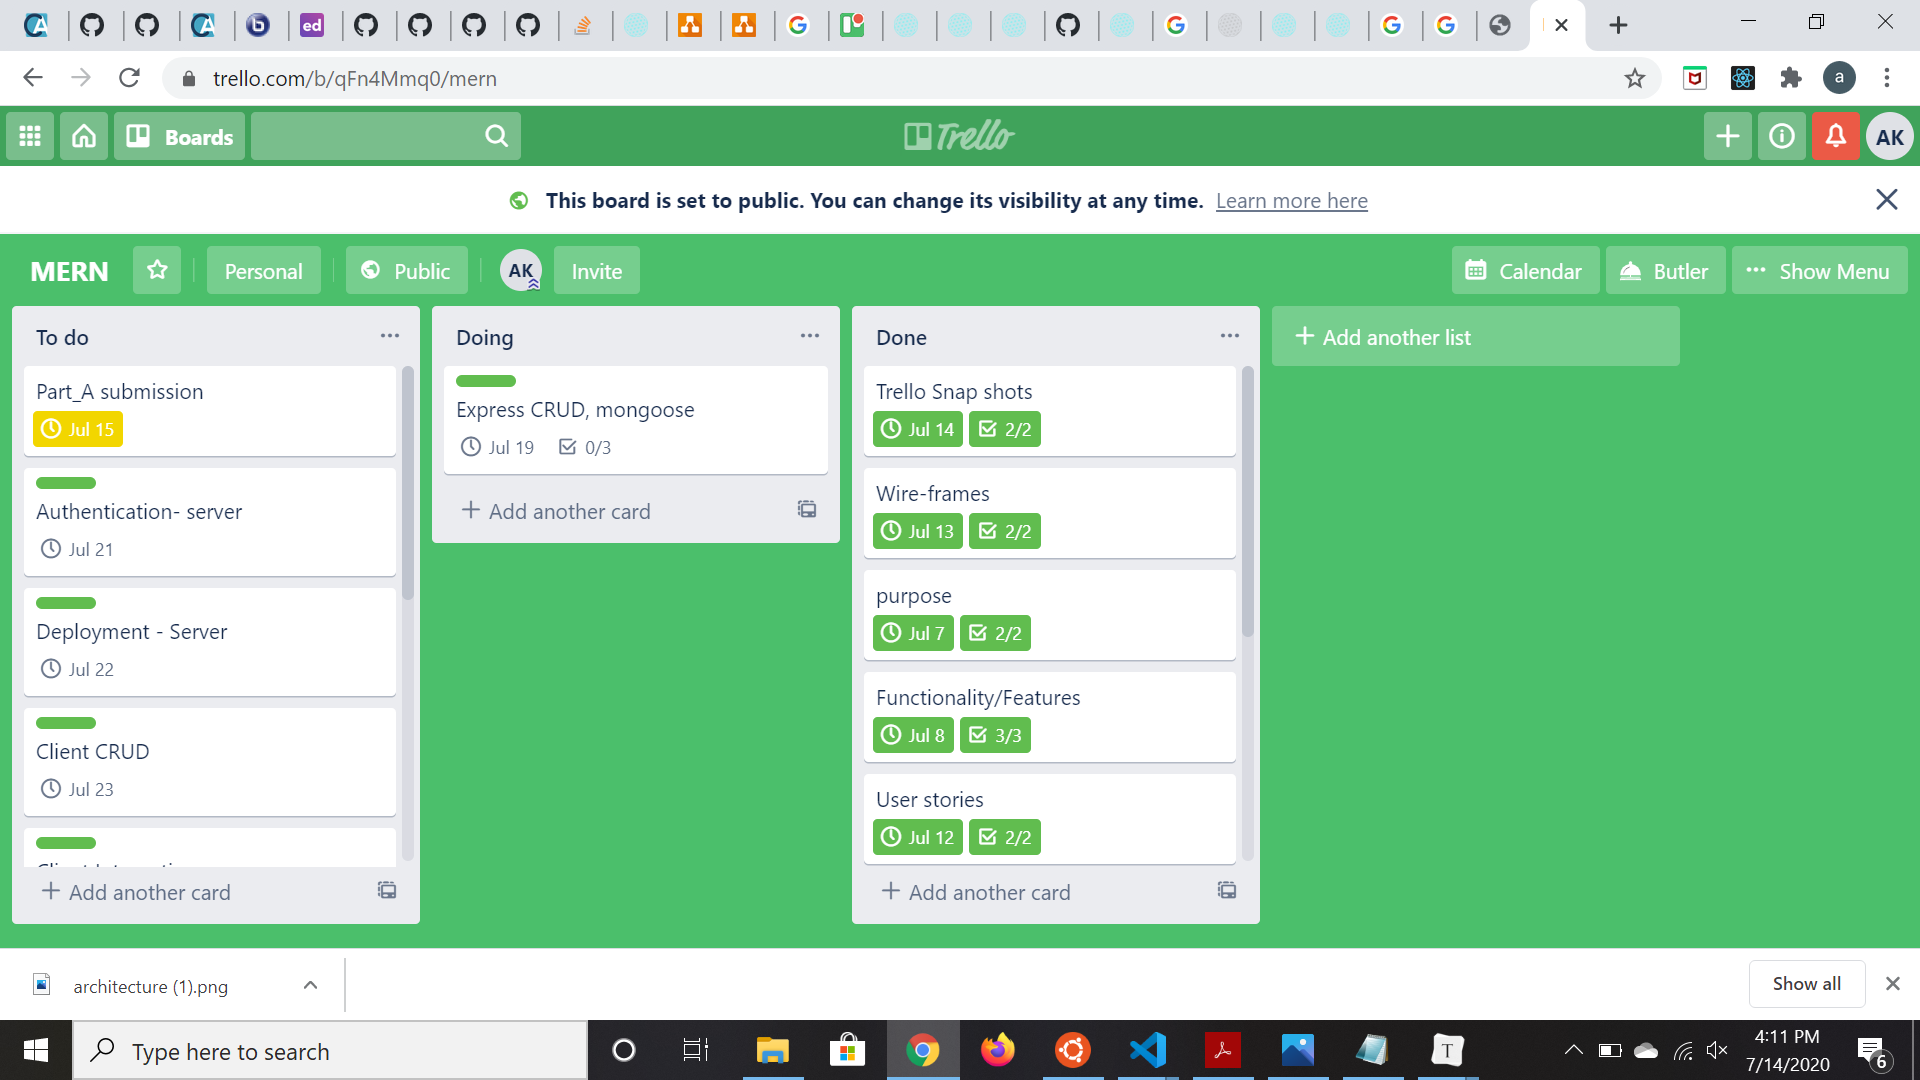 ed
trello.com/b/qFn4Mmq0/mern
a
Boards
Trello
AK
This board is set to public. You can change its visibility at any time. Learn more here
MERN
Personal
Public
AK
Invite
Calendar
Butler
Show Menu
To do
Part_A submission
Jul 15
Authentication- server
Jul 21
Deployment - Server
Jul 22
Client CRUD
Jul 23
Add another card
Doing
Express CRUD, mongoose
Jul 19 0/3
Add another card
Done
Trello Snap shots
Jul 14 2/2
Wire-frames
Jul 13 2/2
purpose
Jul 7 2/2
Functionality/Features
Jul 8 3/3
User stories
Jul 12 2/2
Add another card
Add another list
architecture (1).png
Show all
Type here to search
T
4:11 PM
7/14/2020
6